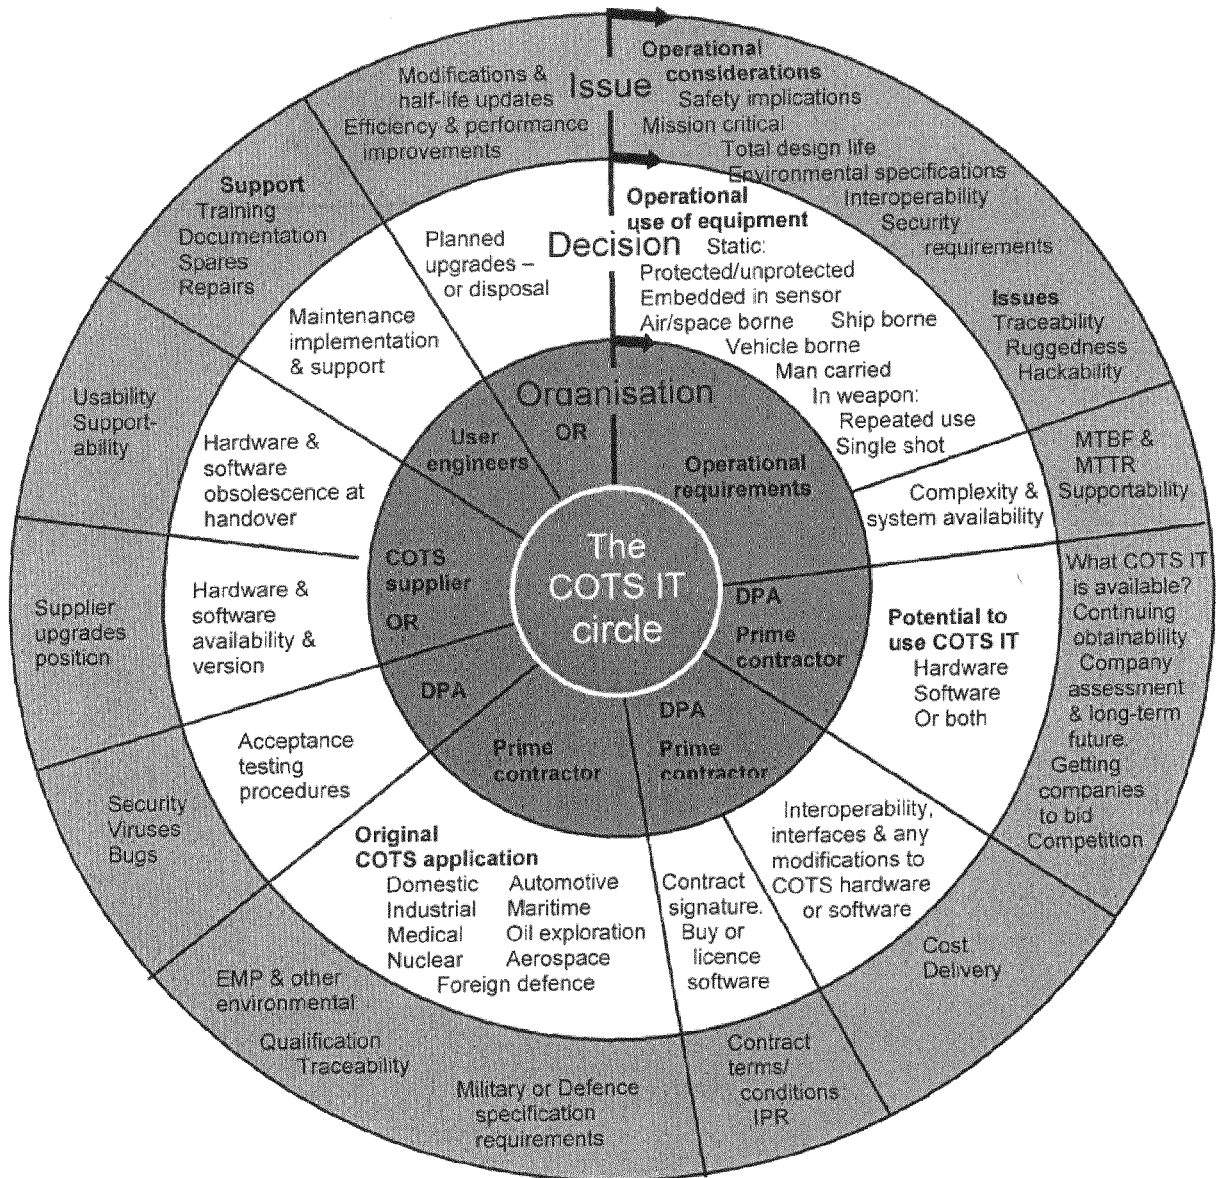 Issue
Operational
considerations
Safety implications
Mission critical
Total design life
Environmental specifications
Interoperability
Security
requirements
Issues
Traceability
Ruggedness
Hackability
MTBF &
MTTR
Supportability
What COTS IT
is available?
Continuing
obtainability
Company
assessment
& long-term
future.
Getting
companies
to bid
Competition
Cost
Delivery
Contract
terms/
conditions
IPR
Military or Defence
specification
requirements
Qualification
Traceability
EMP & other
environmental
Security
Viruses
Bugs
Supplier
upgrades
position
Usability
Support-
ability
Support
Training
Documentation
Spares
Repairs
Modifications &
half-life updates
Efficiency & performance
improvements
Decision
Operational
use of equipment
Static:
Protected/unprotected
Embedded in sensor
Air/space borne Ship borne
Vehicle borne
Man carried
In weapon:
Repeated use
Single shot
Complexity &
system availability
Potential to
use COTS IT
Hardware
Software
Or both
Interoperability,
interfaces & any
modifications to
COTS hardware
or software
Contract
signature.
Buy or
licence
software
Original
COTS application
Domestic Automotive
Industrial Maritime
Medical Oil exploration
Nuclear Aerospace
Foreign defence
Acceptance
testing
procedures
Hardware &
software
availability &
version
Hardware &
software
obsolescence at
handover
Maintenance
implementation
& support
Planned
upgrades –
or disposal
Organisation
Operational
requirements
DPA
Prime
contractor
DPA
Prime
contractor
Prime
contractor
DPA
COTS
supplier
OR
User
engineers
OR
The
COTS IT
circle